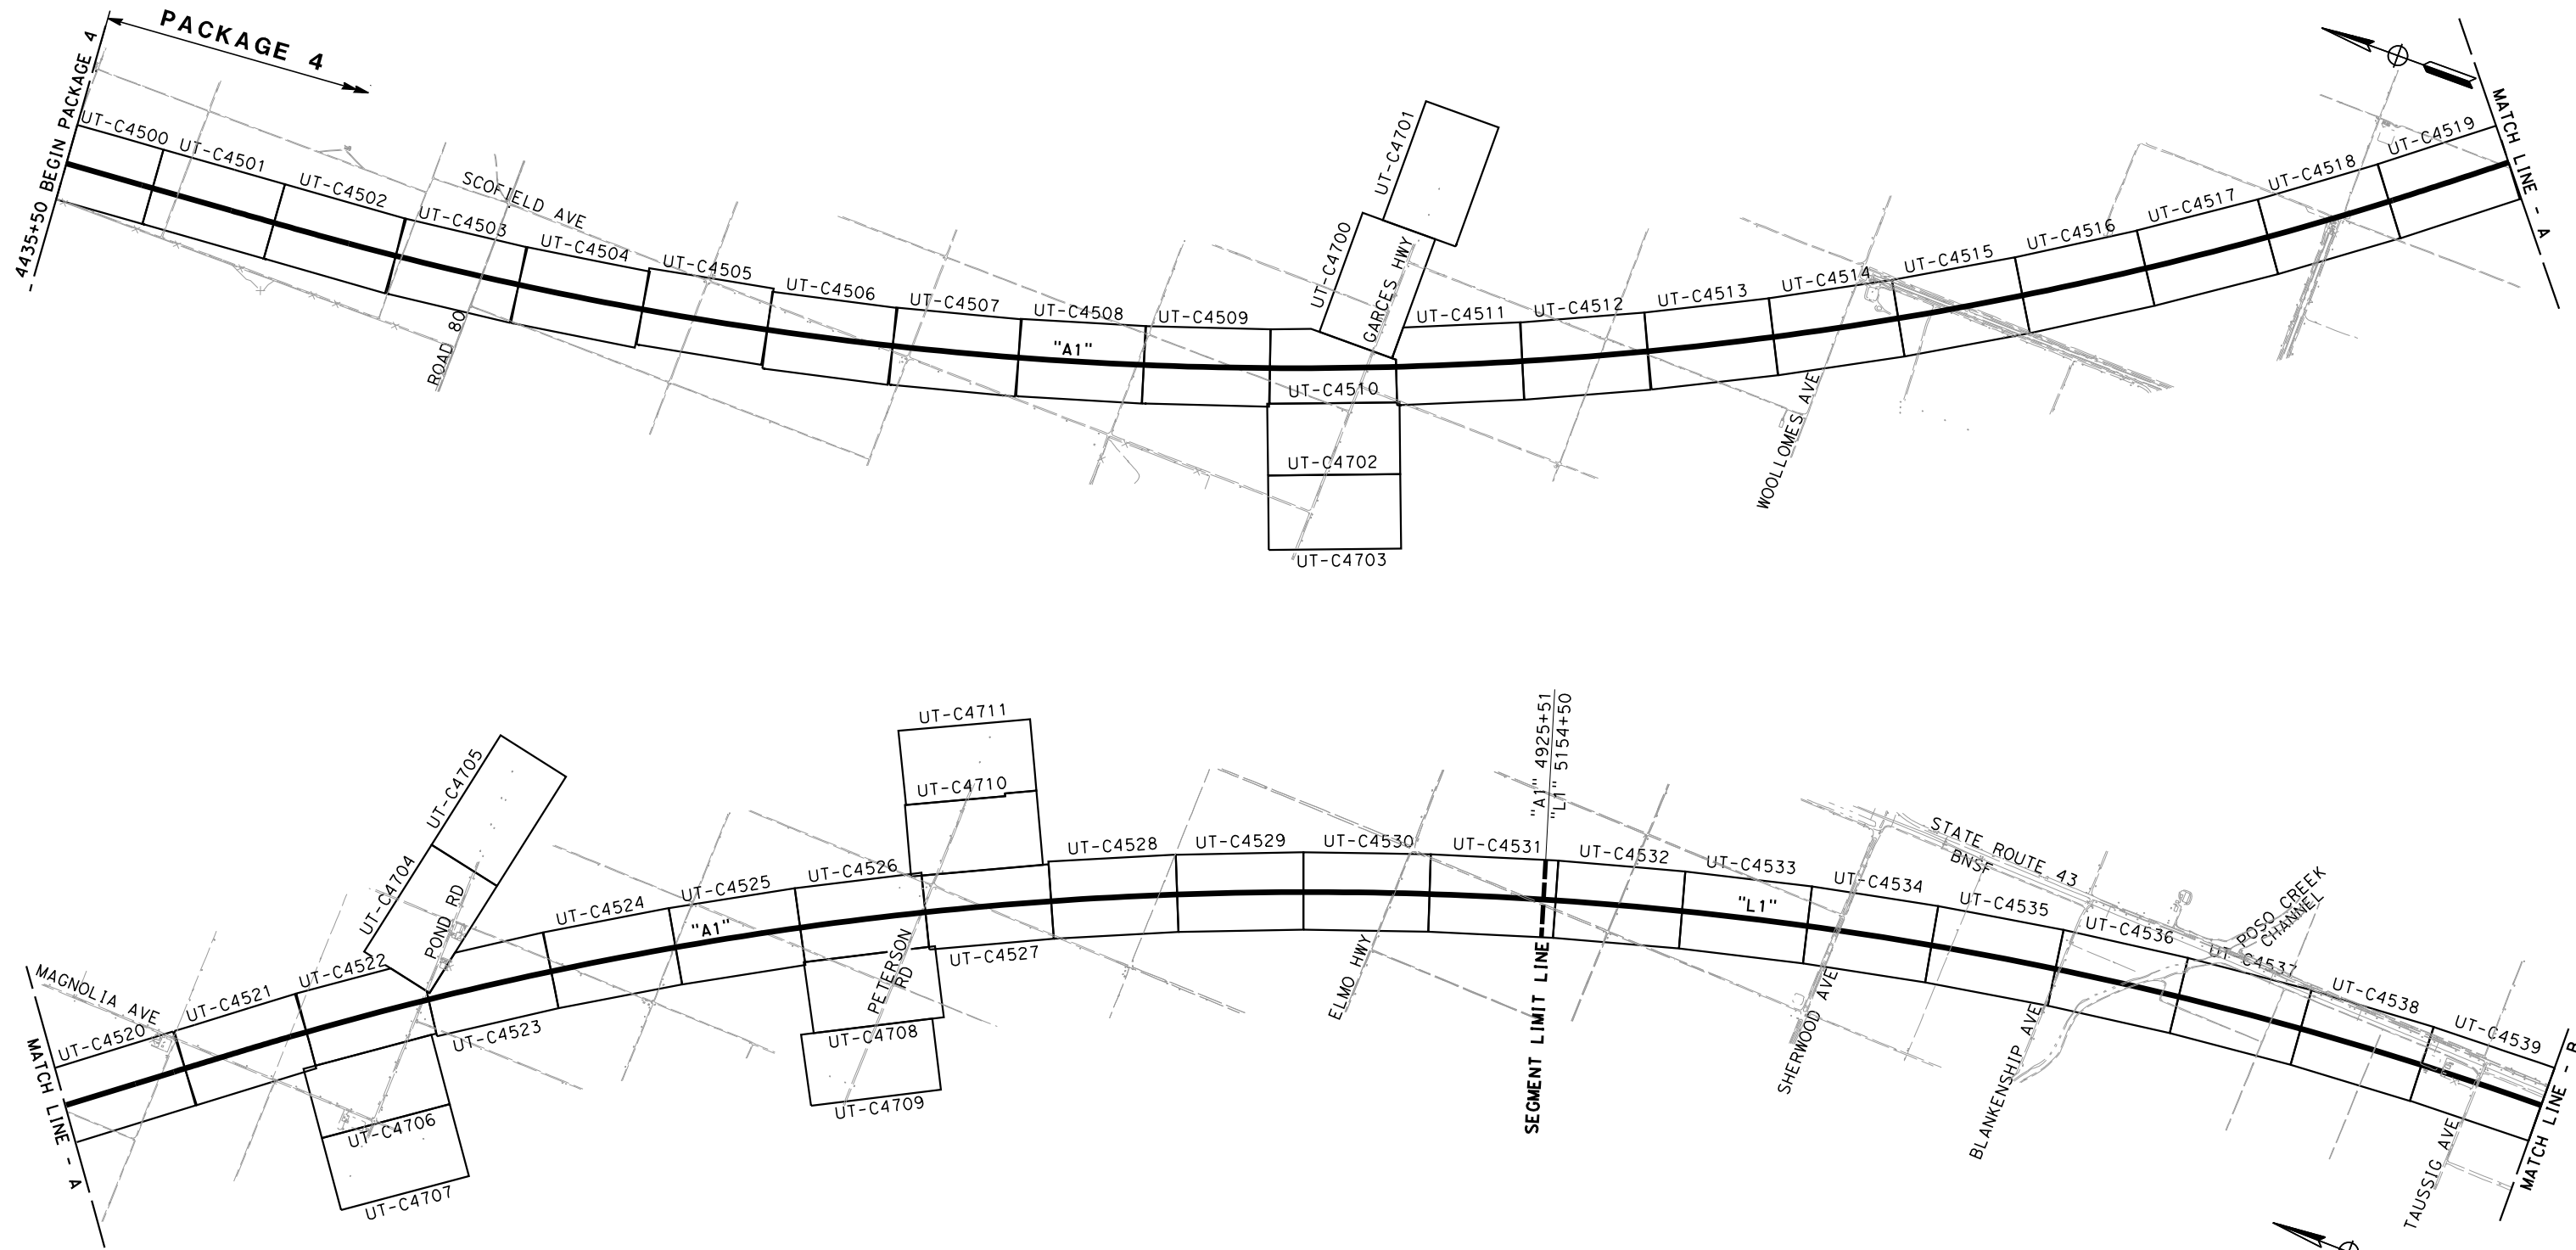 PACKAGE 4
4435+50 BEGIN PACKAGE 4
UT-C4500
UT-C4501
UT-C4502
UT-C4503
UT-C4504
UT-C4505
UT-C4506
UT-C4507
UT-C4508
UT-C4509
UT-C4510
UT-C4511
UT-C4512
UT-C4513
UT-C4514
UT-C4515
UT-C4516
UT-C4517
UT-C4518
UT-C4519
UT-C4700
UT-C4701
UT-C4702
UT-C4703
SCOFIELD AVE
ROAD 80
"A1"
GARCES HWY
WOOLLOMES AVE
MATCH LINE - A
MATCH LINE - A
MAGNOLIA AVE
UT-C4520
UT-C4521
UT-C4522
UT-C4523
UT-C4524
UT-C4525
UT-C4526
UT-C4527
UT-C4528
UT-C4529
UT-C4530
UT-C4531
UT-C4532
UT-C4533
UT-C4534
UT-C4535
UT-C4536
UT-C4537
UT-C4538
UT-C4539
UT-C4704
UT-C4705
UT-C4706
UT-C4707
UT-C4708
UT-C4709
UT-C4710
UT-C4711
POND RD
"A1"
PETERSON
RD
ELMO HWY
"A1" 4925+51
"L1" 5154+50
SEGMENT LIMIT LINE
"L1"
SHERWOOD AVE
STATE ROUTE 43
BNSF
BLANKENSHIP AVE
POSO CREEK
CHANNEL
TAUSSIG AVE
MATCH LINE - B